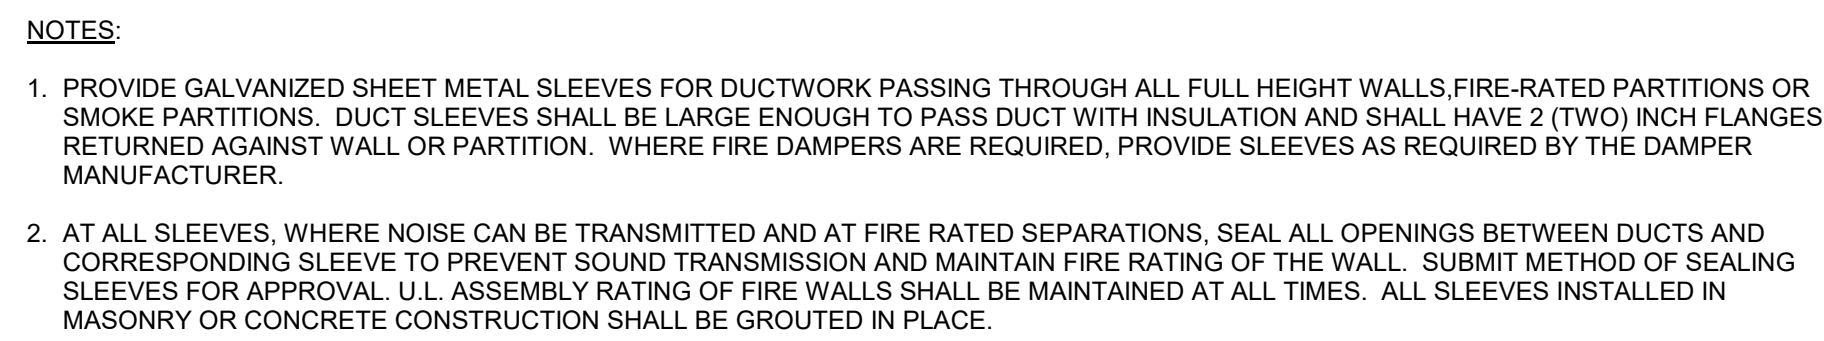 NOTES:
1. PROVIDE GALVANIZED SHEET METAL SLEEVES FOR DUCTWORK PASSING THROUGH ALL FULL HEIGHT WALLS,FIRE-RATED PARTITIONS OR
SMOKE PARTITIONS. DUCT SLEEVES SHALL BE LARGE ENOUGH TO PASS DUCT WITH INSULATION AND SHALL HAVE 2 (TWO) INCH FLANGES
RETURNED AGAINST WALL OR PARTITION. WHERE FIRE DAMPERS ARE REQUIRED, PROVIDE SLEEVES AS REQUIRED BY THE DAMPER
MANUFACTURER.
2. AT ALL SLEEVES, WHERE NOISE CAN BE TRANSMITTED AND AT FIRE RATED SEPARATIONS, SEAL ALL OPENINGS BETWEEN DUCTS AND
CORRESPONDING SLEEVE TO PREVENT SOUND TRANSMISSION AND MAINTAIN FIRE RATING OF THE WALL. SUBMIT METHOD OF SEALING
SLEEVES FOR APPROVAL. U.L. ASSEMBLY RATING OF FIRE WALLS SHALL BE MAINTAINED AT ALL TIMES. ALL SLEEVES INSTALLED IN
MASONRY OR CONCRETE CONSTRUCTION SHALL BE GROUTED IN PLACE.